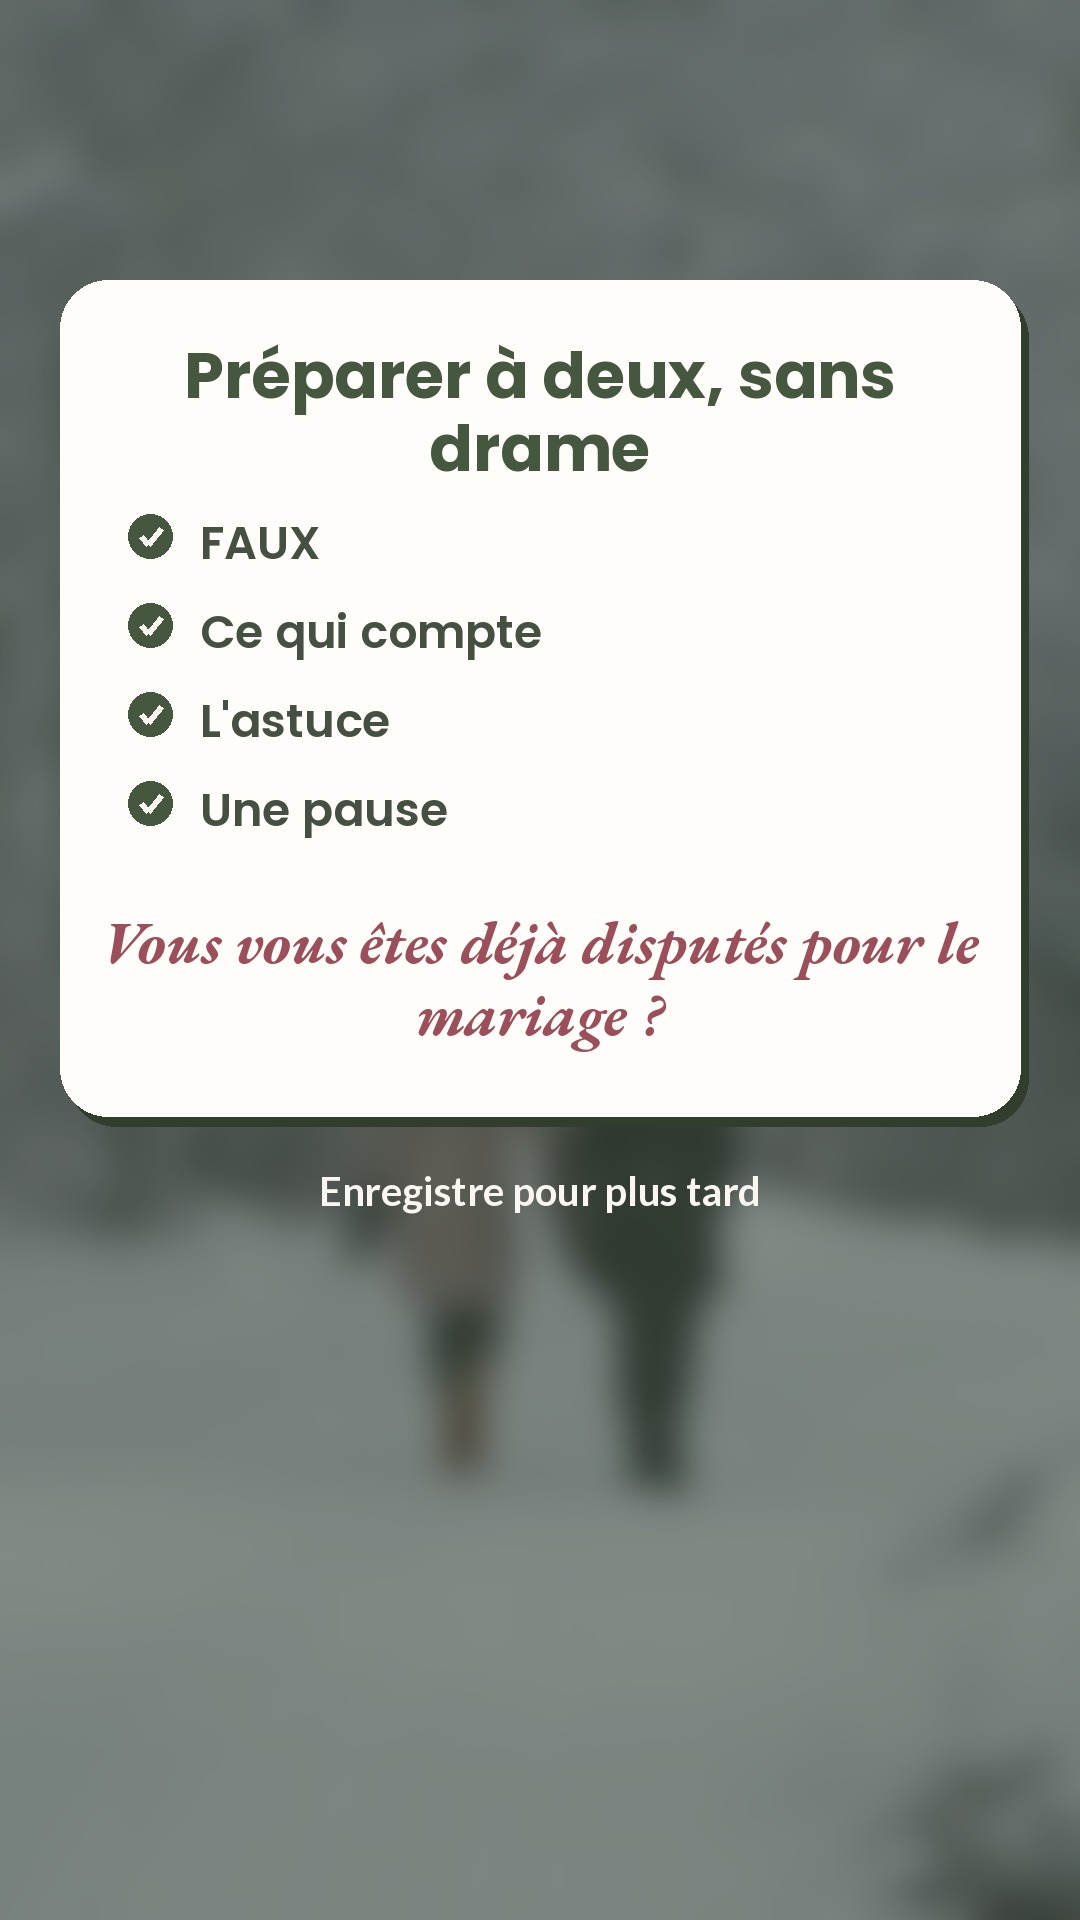 Préparer à deux, sans
drame
FAUX
Ce qui compte
L'astuce
Une pause
Vous vous êtes déjà disputés pour le
mariage ?
Enregistre pour plus tard